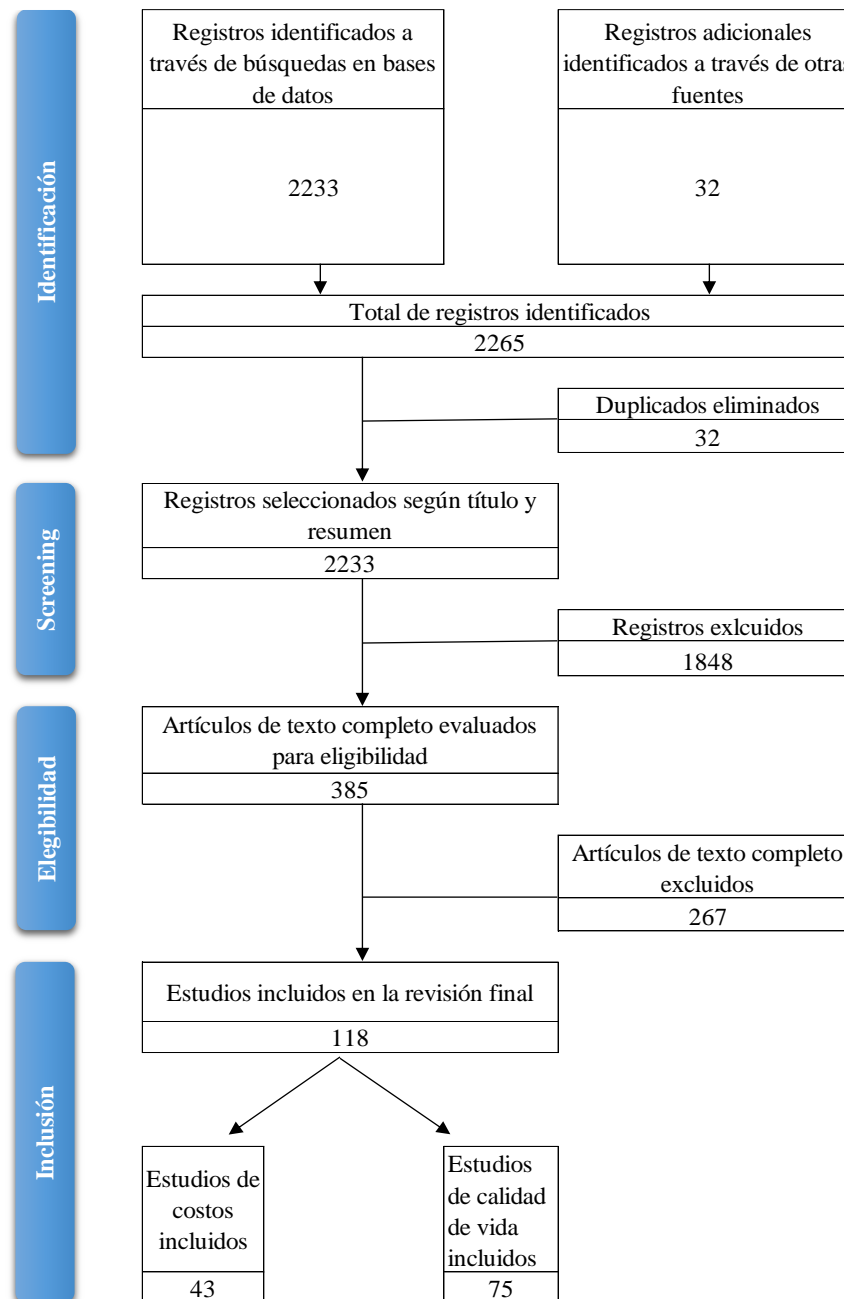 Identificación
Registros identificados a
través de búsquedas en bases
de datos
2233
Registros adicionales
identificados a través de otras
fuentes
32
Total de registros identificados
2265
Duplicados eliminados
32
Screening
Registros seleccionados según título y
resumen
2233
Registros exlcuidos
1848
Elegibilidad
Artículos de texto completo evaluados
para eligibilidad
385
Artículos de texto completo
excluidos
267
Inclusión
Estudios incluidos en la revisión final
118
Estudios de
costos
incluidos
43
Estudios
de calidad
de vida
incluidos
75